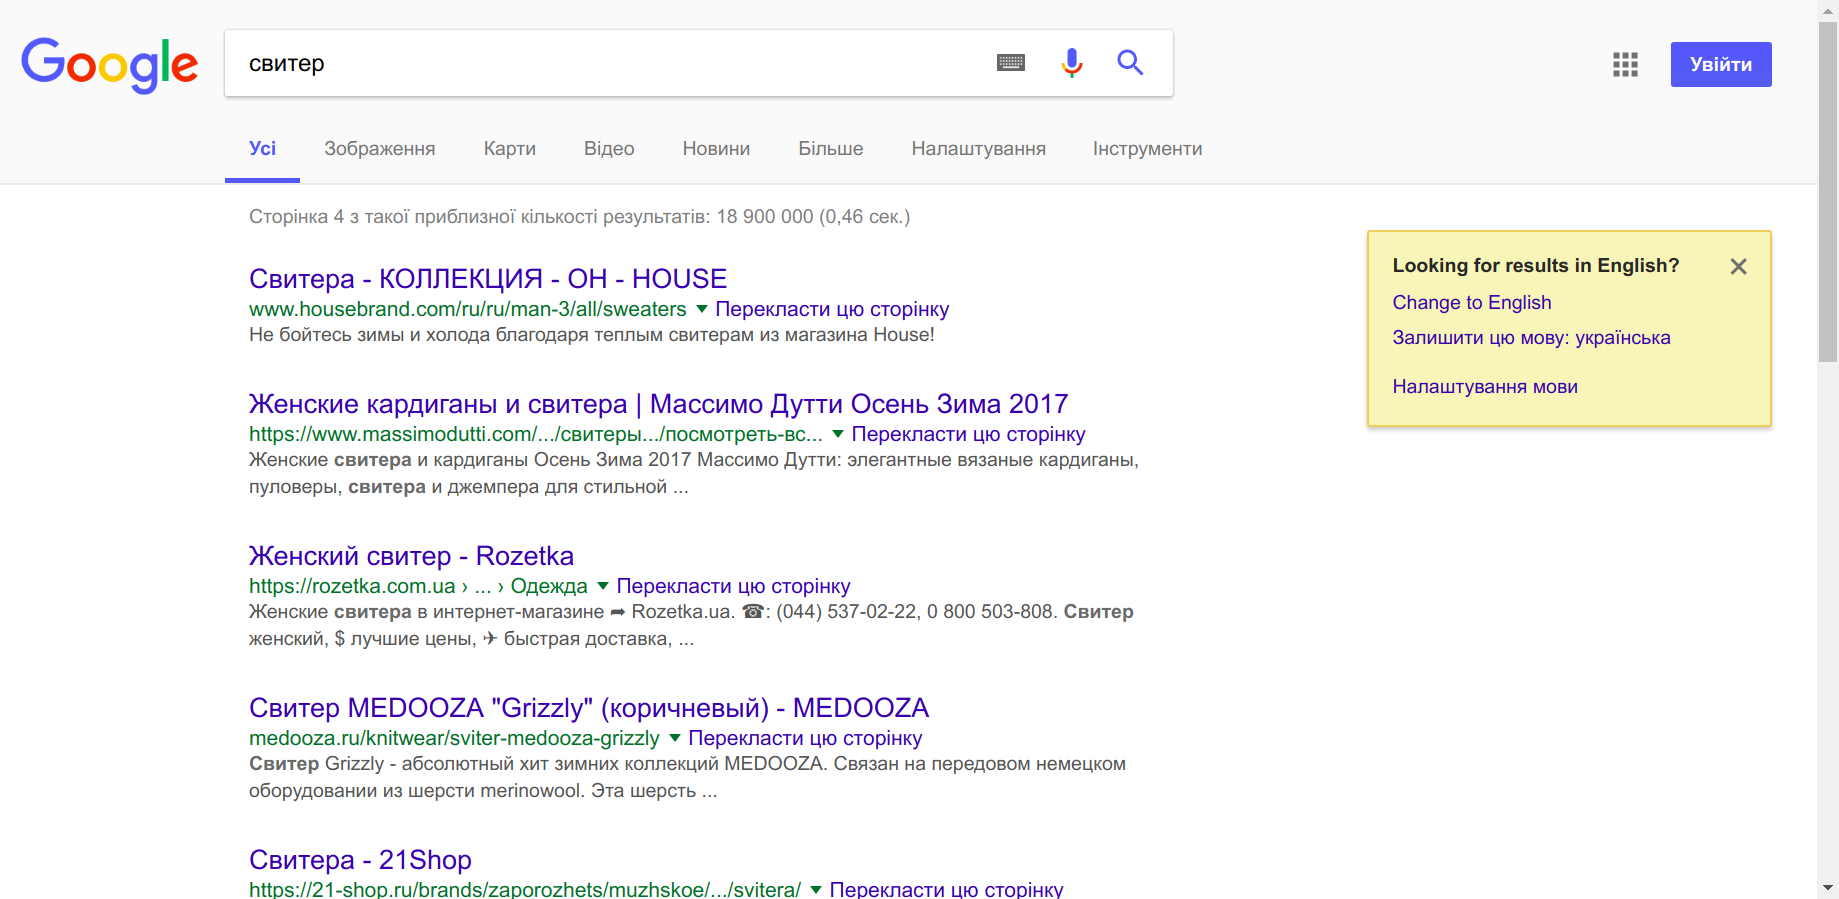 Google
свитер
Увійти
Усі Зображення Карти Відео Новини Більше Налаштування Інструменти
Сторінка 4 з такої приблизної кількості результатів: 18 900 000 (0,46 сек.)
Свитера - КОЛЛЕКЦИЯ - ОН - HOUSE
www.housebrand.com/ru/ru/man-3/all/sweaters ▼ Перекласти цю сторінку
Не бойтесь зимы и холода благодаря теплым свитерам из магазина House!
Женские кардиганы и свитера | Массимо Дутти Осень Зима 2017
https://www.massimodutti.com/.../свитеры.../посмотреть-вс... ▼ Перекласти цю сторінку
Женские свитера и кардиганы Осень Зима 2017 Массимо Дутти: элегантные вязаные кардиганы,
пуловеры, свитера и джемпера для стильной ...
Женский свитер - Rozetka
https://rozetka.com.ua › ... › Одежда ▼ Перекласти цю сторінку
Женские свитера в интернет-магазине ➦ Rozetka.ua. ☎: (044) 537-02-22, 0 800 503-808. Свитер
женский, $ лучшие цены, ✈ быстрая доставка, ...
Свитер MEDOOZA "Grizzly" (коричневый) - MEDOOZA
medooza.ru/knitwear/sviter-medooza-grizzly ▼ Перекласти цю сторінку
Свитер Grizzly - абсолютный хит зимних коллекций MEDOOZA. Связан на передовом немецком
оборудовании из шерсти merinowool. Эта шерсть ...
Свитера - 21Shop
https://21-shop.ru/brands/zaporozhets/muzhskoe/.../svitera/ ▼ Перекласти цю сторінку
Looking for results in English?
Change to English
Залишити цю мову: українська
Налаштування мови